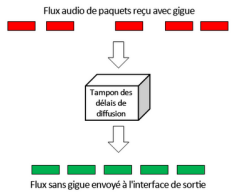 Flux audio de paquets reçu avec gigue
Tampon des
délais de
diffusion
Flux sans gigue envoyé à l'interface de sortie